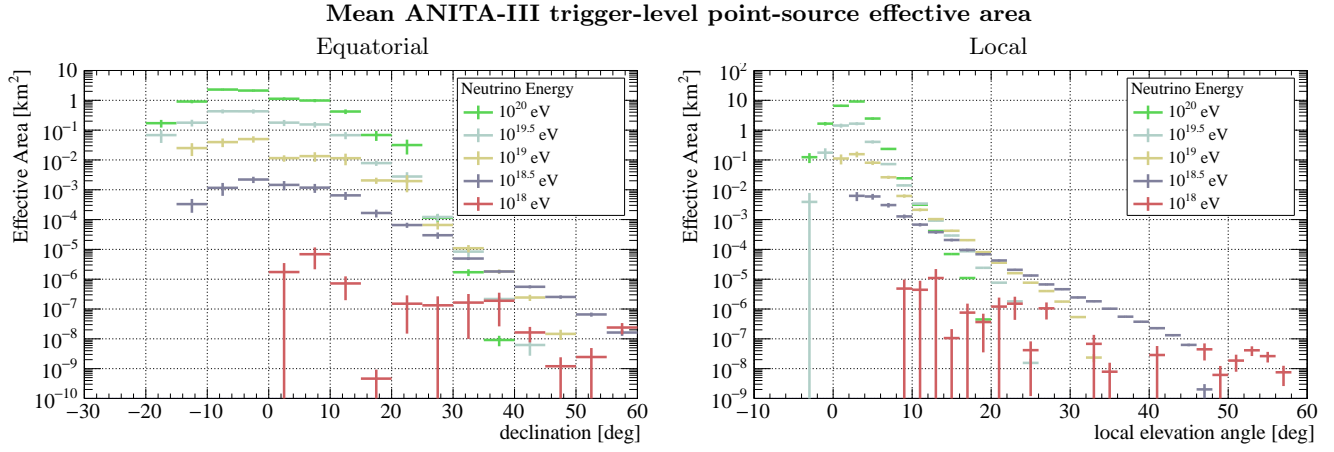 Mean ANITA-III trigger-level point-source effective area
Equatorial
Effective Area [km²]
10
1
10⁻¹
10⁻²
10⁻³
10⁻⁴
10⁻⁵
10⁻⁶
10⁻⁷
10⁻⁸
10⁻⁹
10⁻¹⁰
Neutrino Energy
10²⁰ eV
10¹⁹·⁵ eV
10¹⁹ eV
10¹⁸·⁵ eV
10¹⁸ eV
−30 −20 −10 0 10 20 30 40 50 60
declination [deg]
Local
Effective Area [km²]
10²
10
1
10⁻¹
10⁻²
10⁻³
10⁻⁴
10⁻⁵
10⁻⁶
10⁻⁷
10⁻⁸
10⁻⁹
Neutrino Energy
10²⁰ eV
10¹⁹·⁵ eV
10¹⁹ eV
10¹⁸·⁵ eV
10¹⁸ eV
−10 0 10 20 30 40 50 60
local elevation angle [deg]